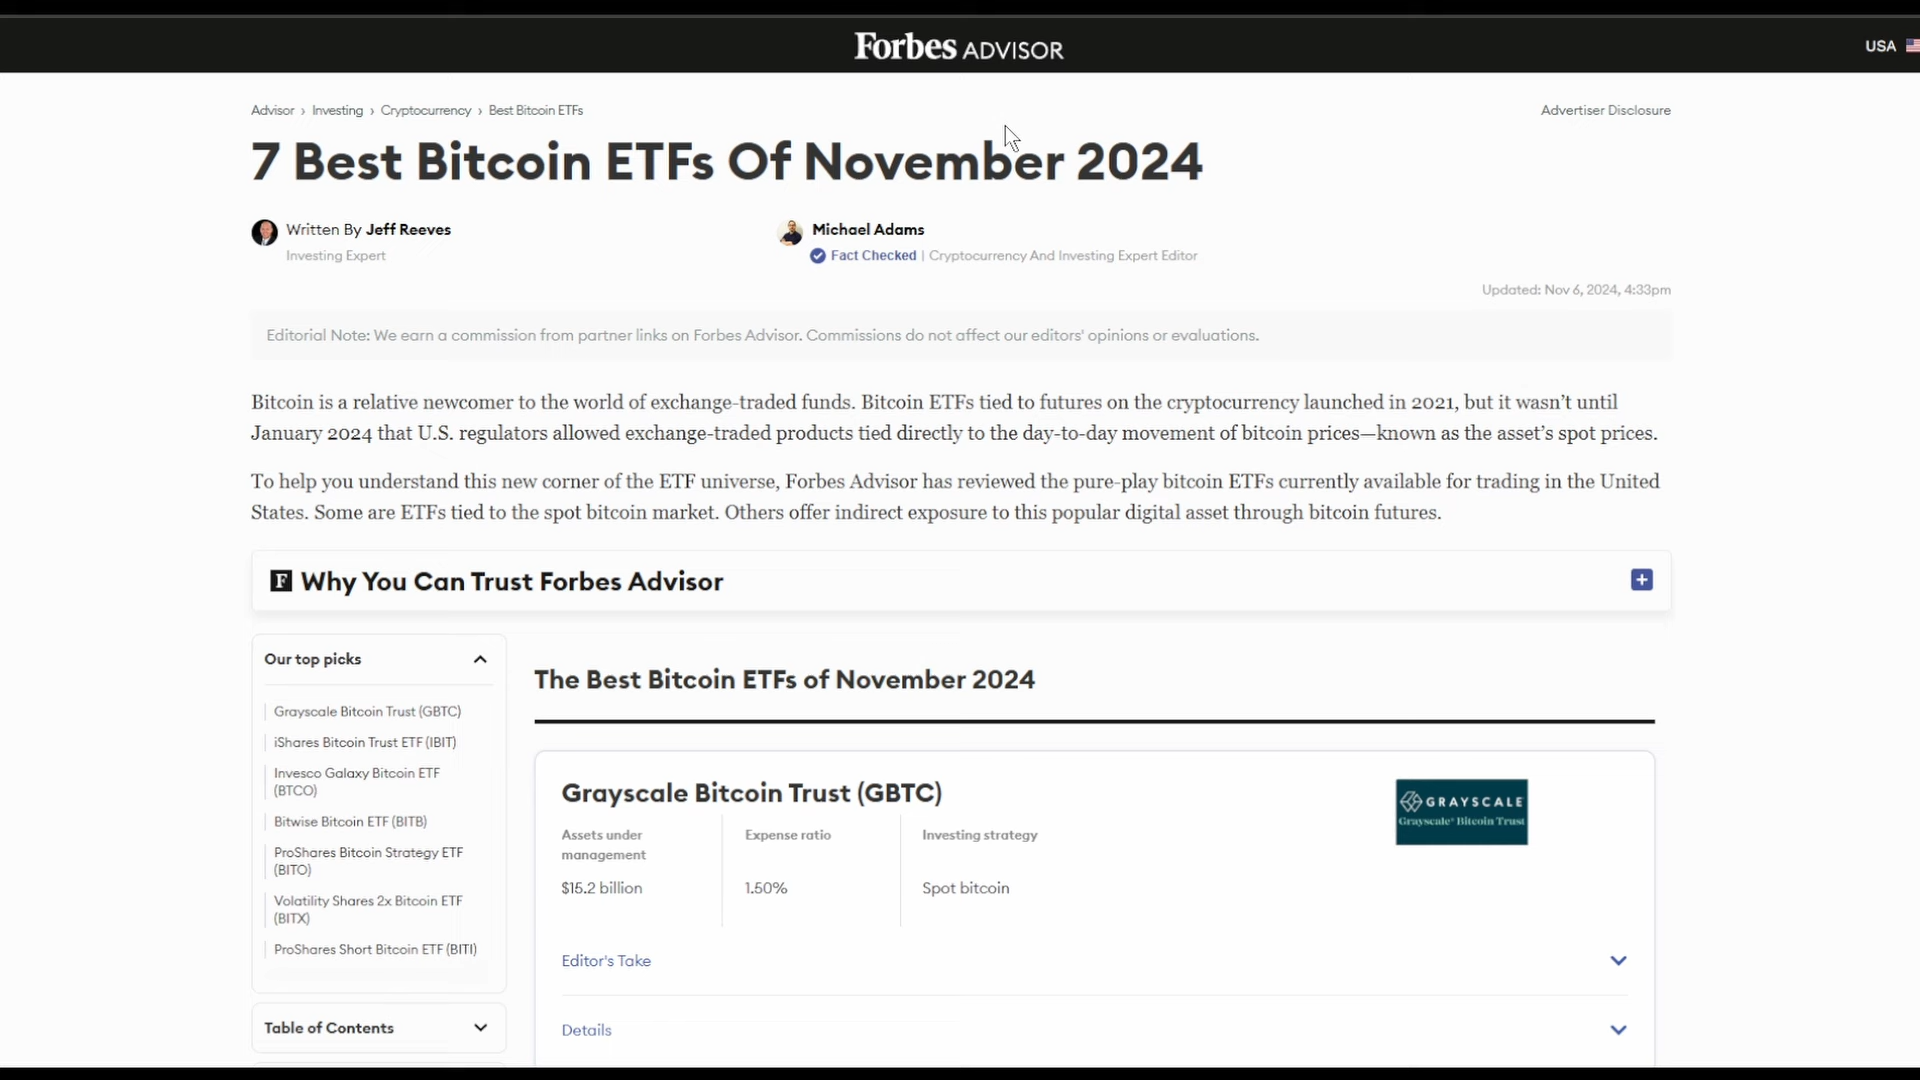 Forbes ADVISOR
USA
Advisor › Investing › Cryptocurrency › Best Bitcoin ETFs
Advertiser Disclosure
7 Best Bitcoin ETFs Of November 2024
Written By Jeff Reeves
Investing Expert
Michael Adams
Fact Checked | Cryptocurrency And Investing Expert Editor
Updated: Nov 6, 2024, 4:33pm
Editorial Note: We earn a commission from partner links on Forbes Advisor. Commissions do not affect our editors' opinions or evaluations.
Bitcoin is a relative newcomer to the world of exchange-traded funds. Bitcoin ETFs tied to futures on the cryptocurrency launched in 2021, but it wasn’t until
January 2024 that U.S. regulators allowed exchange-traded products tied directly to the day-to-day movement of bitcoin prices—known as the asset’s spot prices.
To help you understand this new corner of the ETF universe, Forbes Advisor has reviewed the pure-play bitcoin ETFs currently available for trading in the United
States. Some are ETFs tied to the spot bitcoin market. Others offer indirect exposure to this popular digital asset through bitcoin futures.
F Why You Can Trust Forbes Advisor
Our top picks
Grayscale Bitcoin Trust (GBTC)
iShares Bitcoin Trust ETF (IBIT)
Invesco Galaxy Bitcoin ETF
(BTCO)
Bitwise Bitcoin ETF (BITB)
ProShares Bitcoin Strategy ETF
(BITO)
Volatility Shares 2x Bitcoin ETF
(BITX)
ProShares Short Bitcoin ETF (BITI)
Table of Contents
The Best Bitcoin ETFs of November 2024
Grayscale Bitcoin Trust (GBTC)
GRAYSCALE
Grayscale® Bitcoin Trust
Assets under
management
$15.2 billion
Expense ratio
1.50%
Investing strategy
Spot bitcoin
Editor's Take
Details